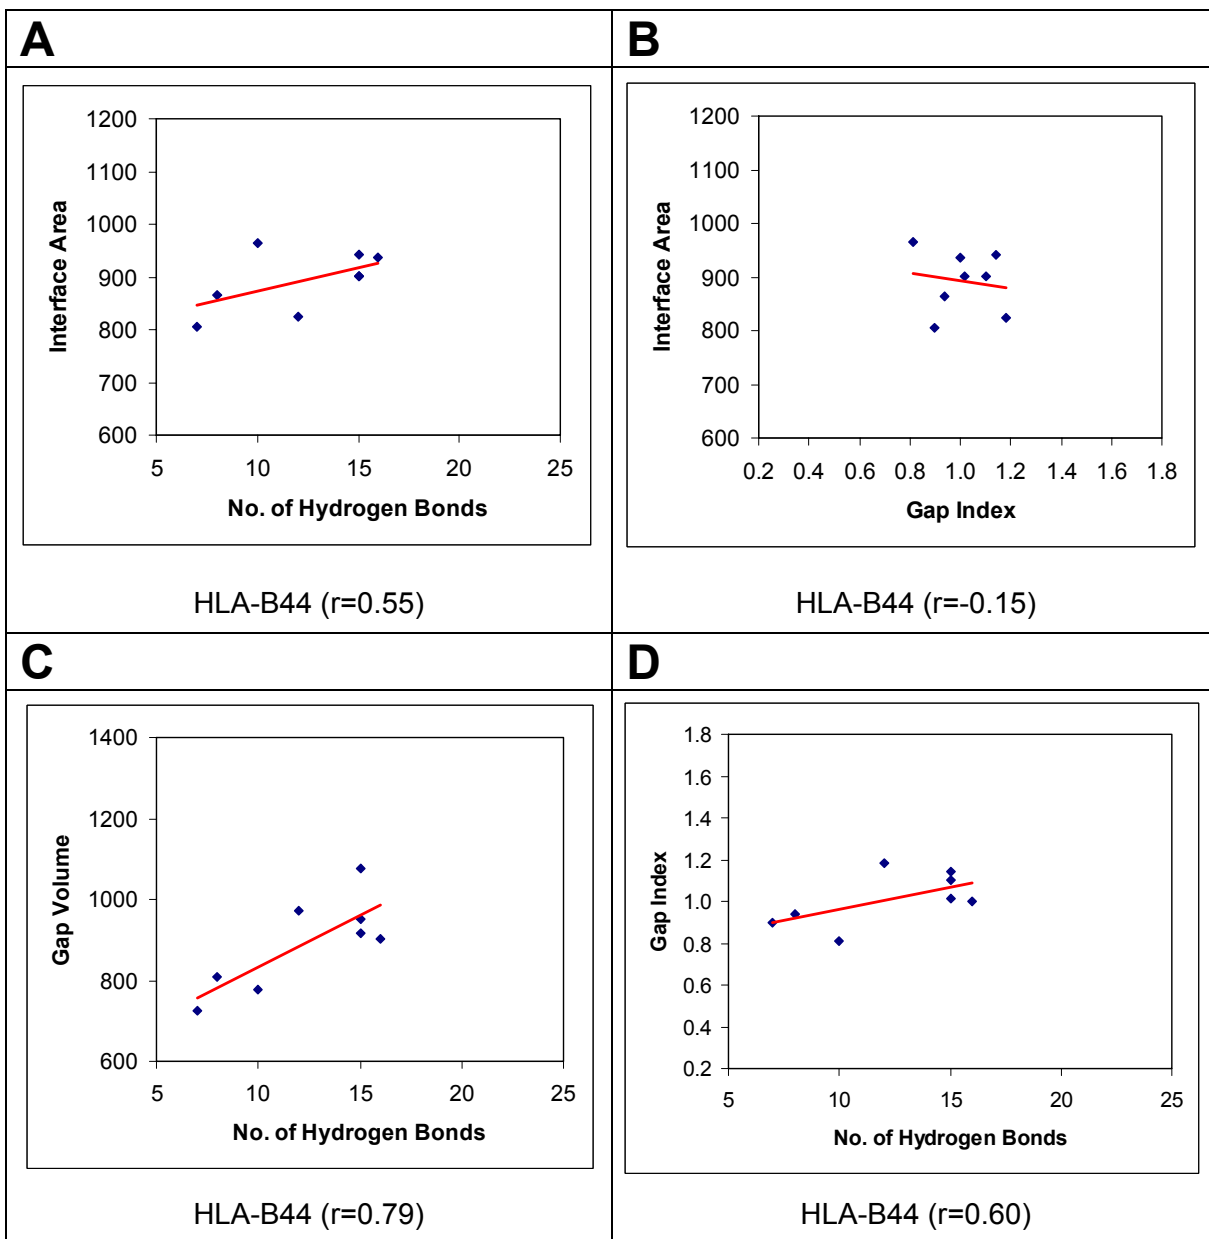 A
B
1200
1100
1000
900
800
700
600
Interface Area
5 10 15 20 25
No. of Hydrogen Bonds
HLA-B44 (r=0.55)
1200
1100
1000
900
800
700
600
Interface Area
0.2 0.4 0.6 0.8 1.0 1.2 1.4 1.6 1.8
Gap Index
HLA-B44 (r=-0.15)
C
D
1400
1200
1000
800
600
Gap Volume
5 10 15 20 25
No. of Hydrogen Bonds
HLA-B44 (r=0.79)
1.8
1.6
1.4
1.2
1.0
0.8
0.6
0.4
0.2
Gap Index
5 10 15 20 25
No. of Hydrogen Bonds
HLA-B44 (r=0.60)